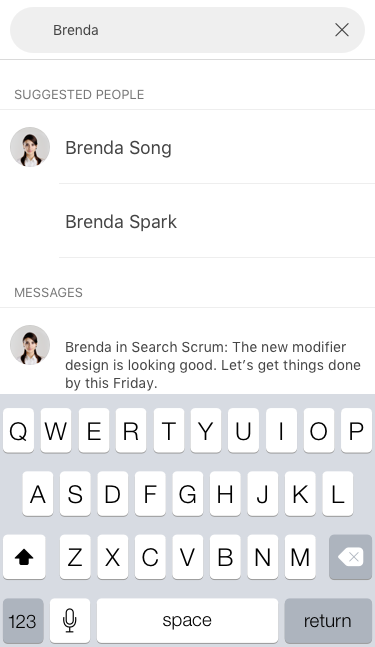 Brenda
SUGGESTED PEOPLE
Brenda Song
Brenda Spark
MESSAGES
Brenda in Search Scrum: The new modifier
design is looking good. Let’s get things done
by this Friday.
Q W E R T Y U I O P
A S D F G H J K L
Z X C V B N M
123 space return